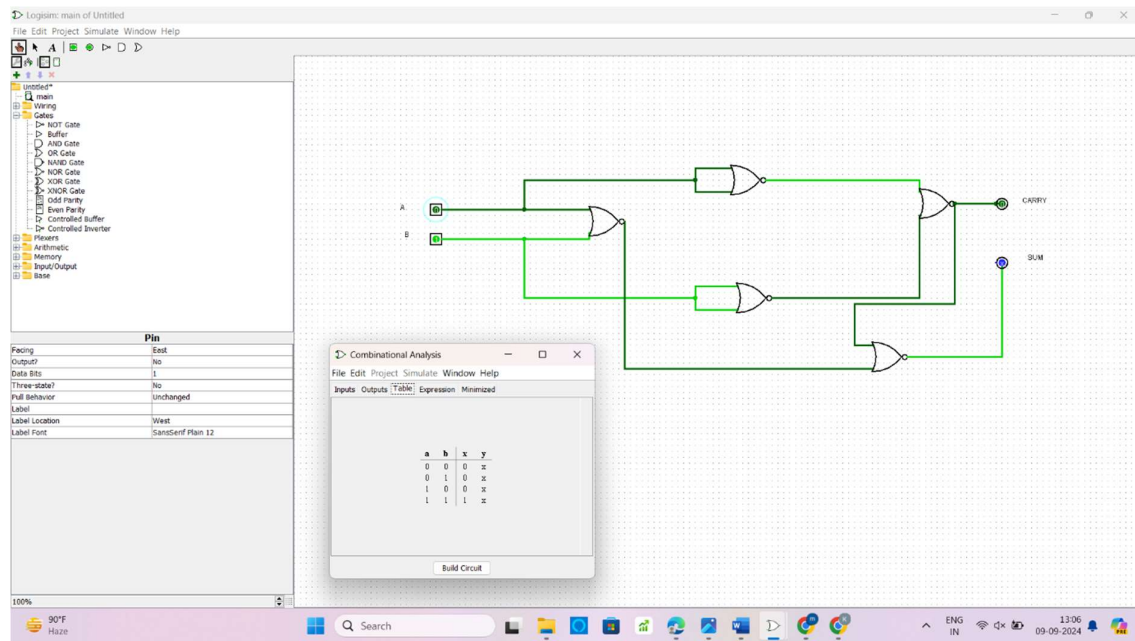 Logisim: main of Untitled
File Edit Project Simulate Window Help
A
Untitled*
main
Wiring
Gates
NOT Gate
Buffer
AND Gate
OR Gate
NAND Gate
NOR Gate
XOR Gate
XNOR Gate
Odd Parity
Even Parity
Controlled Buffer
Controlled Inverter
Plexers
Arithmetic
Memory
Input/Output
Base
Pin
Facing East
Output? No
Data Bits 1
Three-state? No
Pull Behavior Unchanged
Label
Label Location West
Label Font SansSerif Plain 12
100%
A
B
CARRY
SUM
Combinational Analysis
File Edit Project Simulate Window Help
Inputs Outputs Table Expression Minimized
a b x y
0 0 0 x
0 1 0 x
1 0 0 x
1 1 1 x
Build Circuit
90°F
Haze
Search
ENG
IN
13:06
09-09-2024